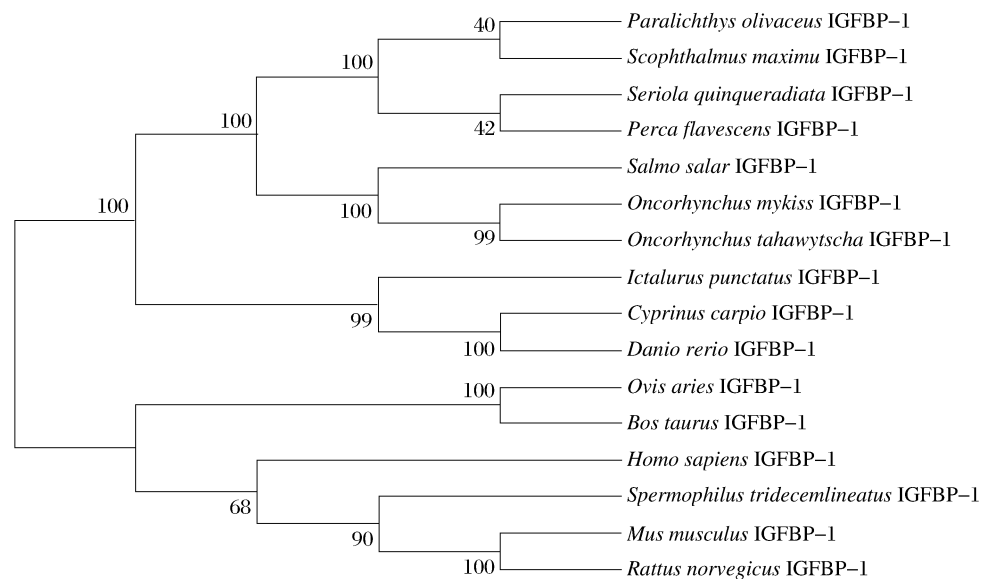 40
Paralichthys olivaceus IGFBP–1
Scophthalmus maximu IGFBP–1
100
Seriola quinqueradiata IGFBP–1
42
Perca flavescens IGFBP–1
100
Salmo salar IGFBP–1
100
Oncorhynchus mykiss IGFBP–1
99
Oncorhynchus tahawytscha IGFBP–1
100
Ictalurus punctatus IGFBP–1
99
Cyprinus carpio IGFBP–1
100
Danio rerio IGFBP–1
100
Ovis aries IGFBP–1
Bos taurus IGFBP–1
Homo sapiens IGFBP–1
68
Spermophilus tridecemlineatus IGFBP–1
90
Mus musculus IGFBP–1
100
Rattus norvegicus IGFBP–1